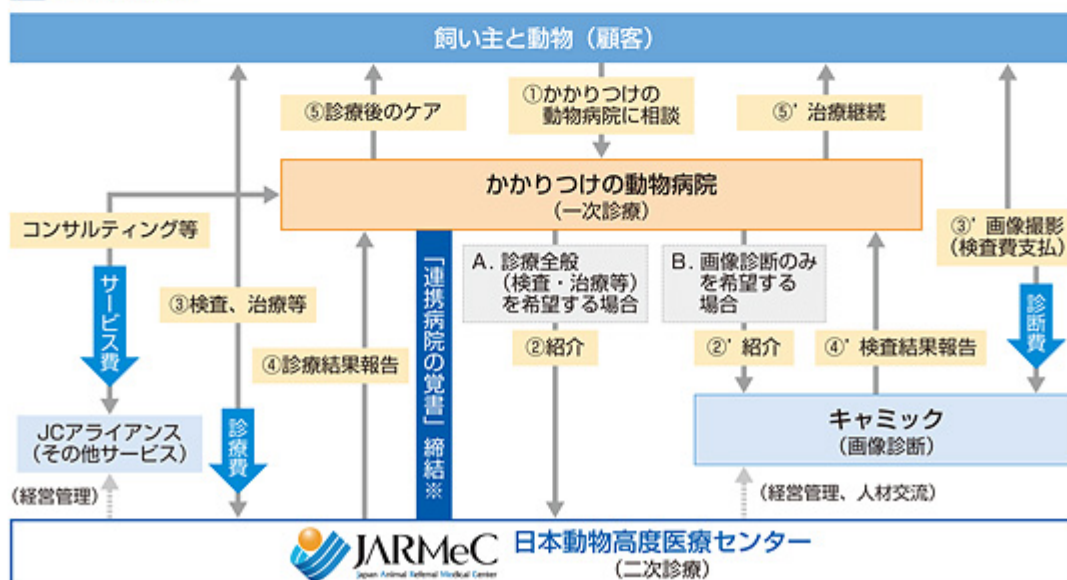 飼い主と動物（顧客）
⑤診療後のケア
①かかりつけの
動物病院に相談
⑤' 治療継続
かかりつけの動物病院
（一次診療）
コンサルティング等
③' 画像撮影
（検査費支払）
サービス費
③検査、治療等
④診療結果報告
「連携病院の覚書」締結※
A. 診療全般
（検査・治療等）
を希望する場合
B. 画像診断のみ
を希望する
場合
②紹介
②' 紹介
④' 検査結果報告
診断費
JCアライアンス
（その他サービス）
診療費
キャミック
（画像診断）
（経営管理）
（経営管理、人材交流）
JARMeC
Japan Animal Referral Medical Center
日本動物高度医療センター
（二次診療）